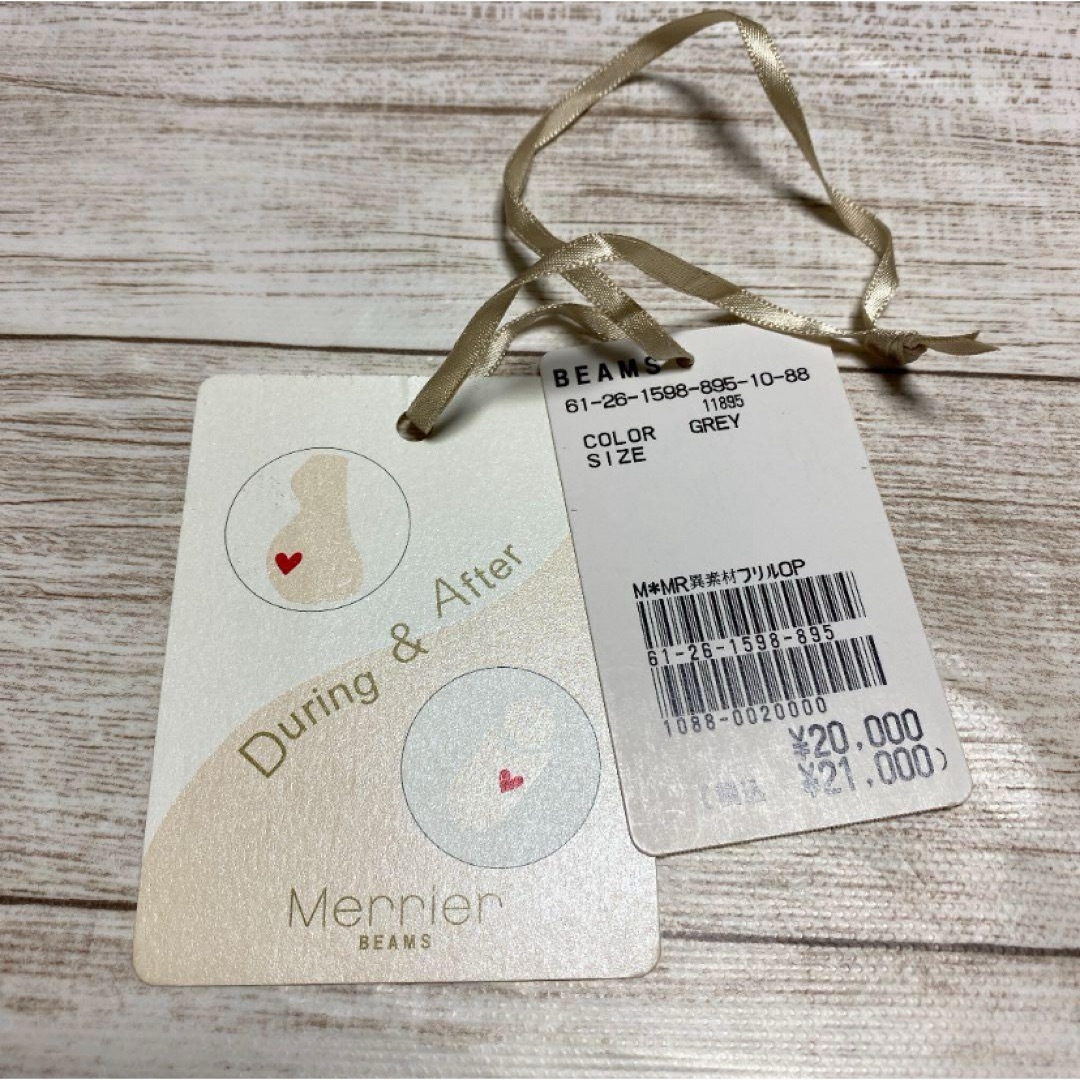 During & After
Merrier
BEAMS
BEAMS
61-26-1598-895-10-88
11895
COLOR GREY
SIZE
M*MR異素材フリルOP
61-26-1598-895
1088-0020000
¥20,000
(税込 ¥21,000)